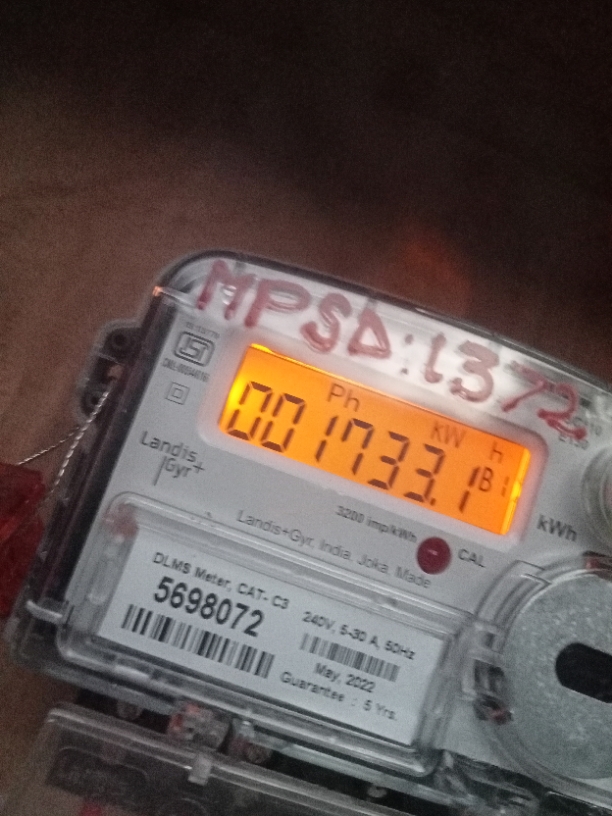 MPSD:1372
Ph kW h
001733.1 B1
kWh
Landis
Gyr+
3200 imp/kWh
CAL
Landis+Gyr, India, Joka, Made
DLMS Meter, CAT- C3
5698072
240V, 5-30 A, 50Hz
May, 2022
Guarantee : 5 Yrs.